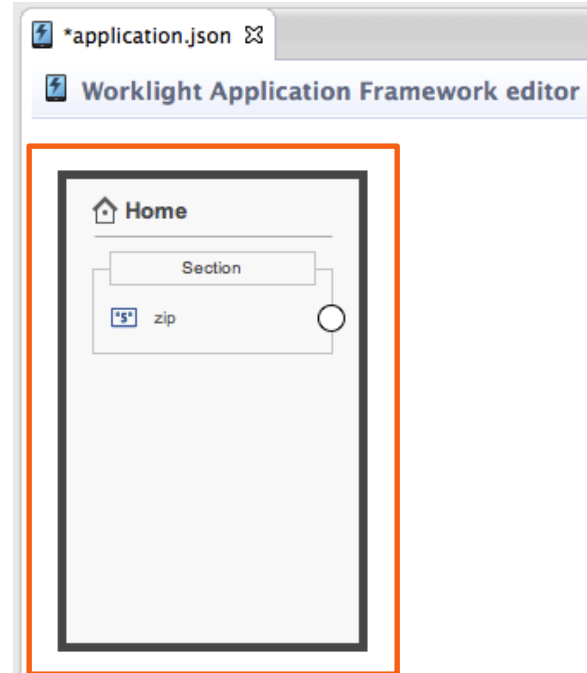 *application.json
Worklight Application Framework editor
Home
Section
"S" zip